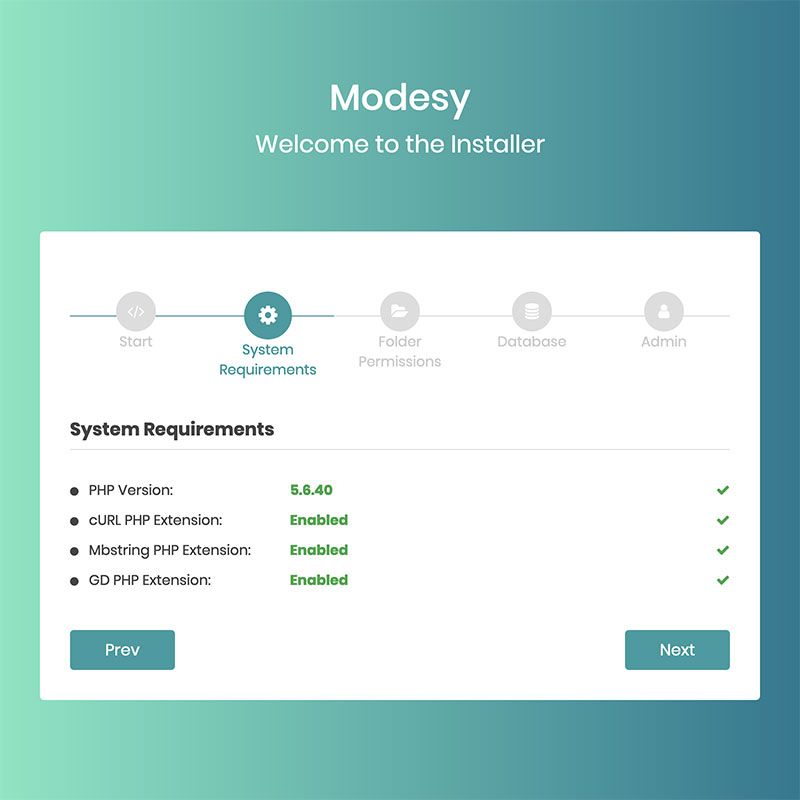 Modesy
Welcome to the Installer
Start
System
Requirements
Folder
Permissions
Database
Admin
System Requirements
PHP Version: 5.6.40
cURL PHP Extension: Enabled
Mbstring PHP Extension: Enabled
GD PHP Extension: Enabled
Prev Next